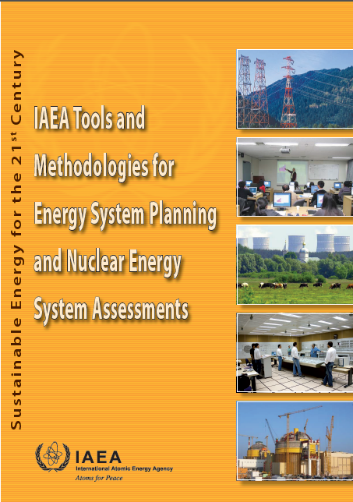 Sustainable Energy for the 21st Century
IAEA Tools and
Methodologies for
Energy System Planning
and Nuclear Energy
System Assessments
IAEA
International Atomic Energy Agency
Atoms for Peace